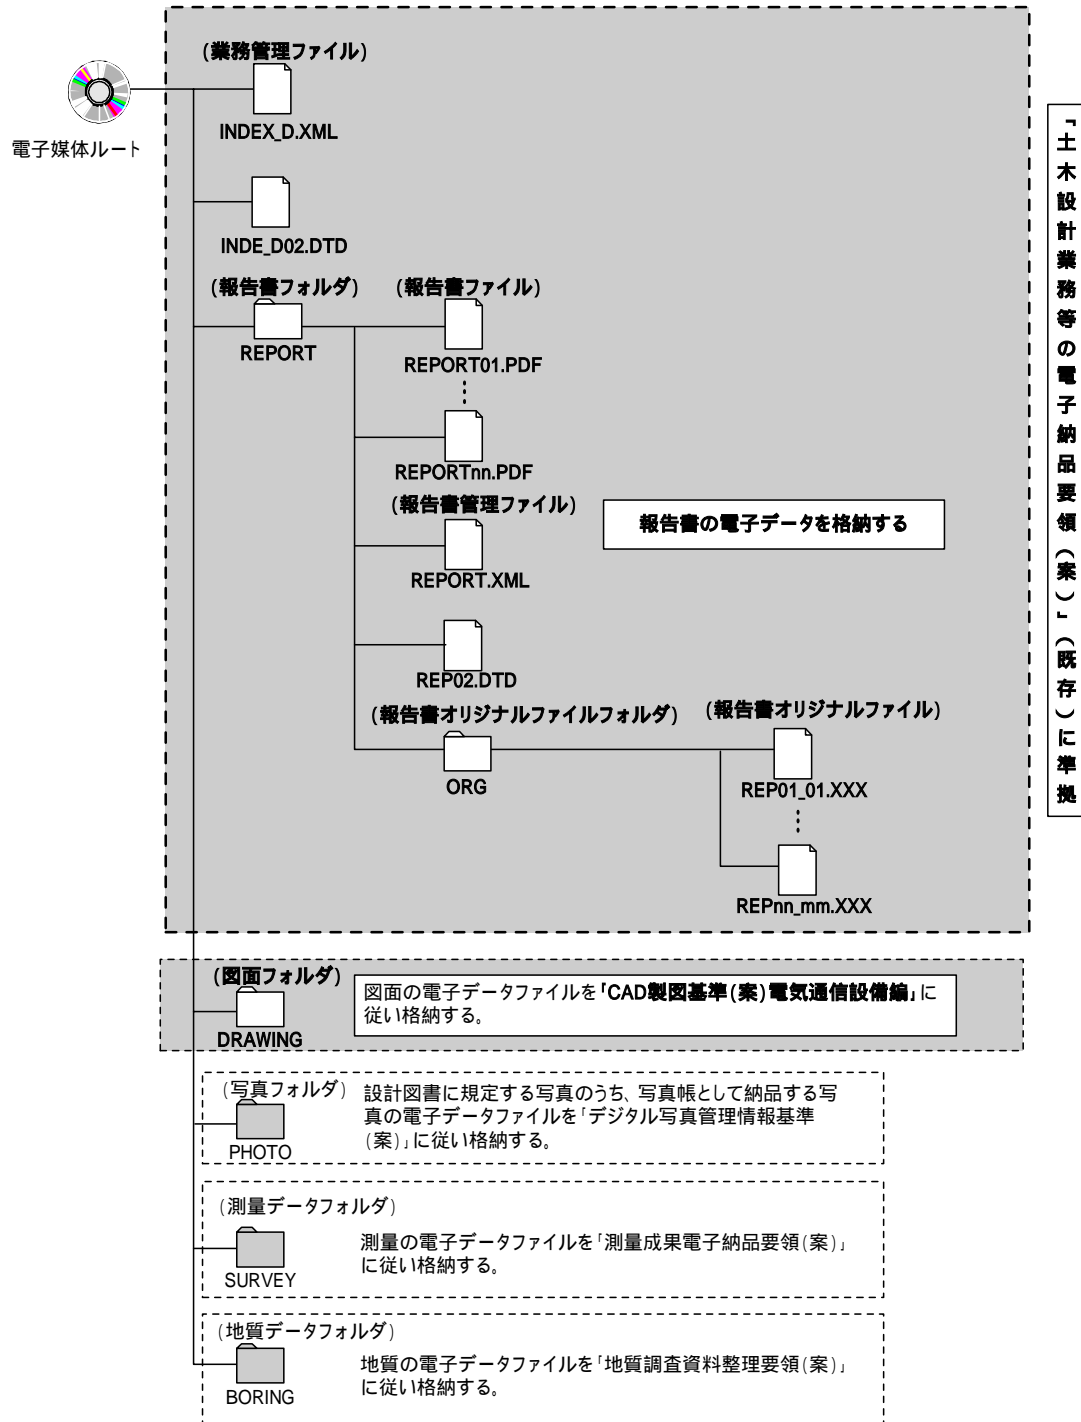 (業務管理ファイル)
INDEX_D.XML
電子媒体ルート
INDE_D02.DTD
(報告書フォルダ)
REPORT
(報告書ファイル)
REPORT01.PDF
REPORTnn.PDF
(報告書管理ファイル)
REPORT.XML
報告書の電子データを格納する
REP02.DTD
(報告書オリジナルファイルフォルダ)
ORG
(報告書オリジナルファイル)
REP01_01.XXX
REPnn_mm.XXX
「土木設計業務等の電子納品要領(案)」(既存)に準拠
(図面フォルダ)
DRAWING
図面の電子データファイルを「CAD製図基準(案)電気通信設備編」に
従い格納する。
(写真フォルダ)
PHOTO
設計図書に規定する写真のうち、写真帳として納品する写
真の電子データファイルを「デジタル写真管理情報基準
(案)」に従い格納する。
(測量データフォルダ)
SURVEY
測量の電子データファイルを「測量成果電子納品要領(案)」
に従い格納する。
(地質データフォルダ)
BORING
地質の電子データファイルを「地質調査資料整理要領(案)」
に従い格納する。